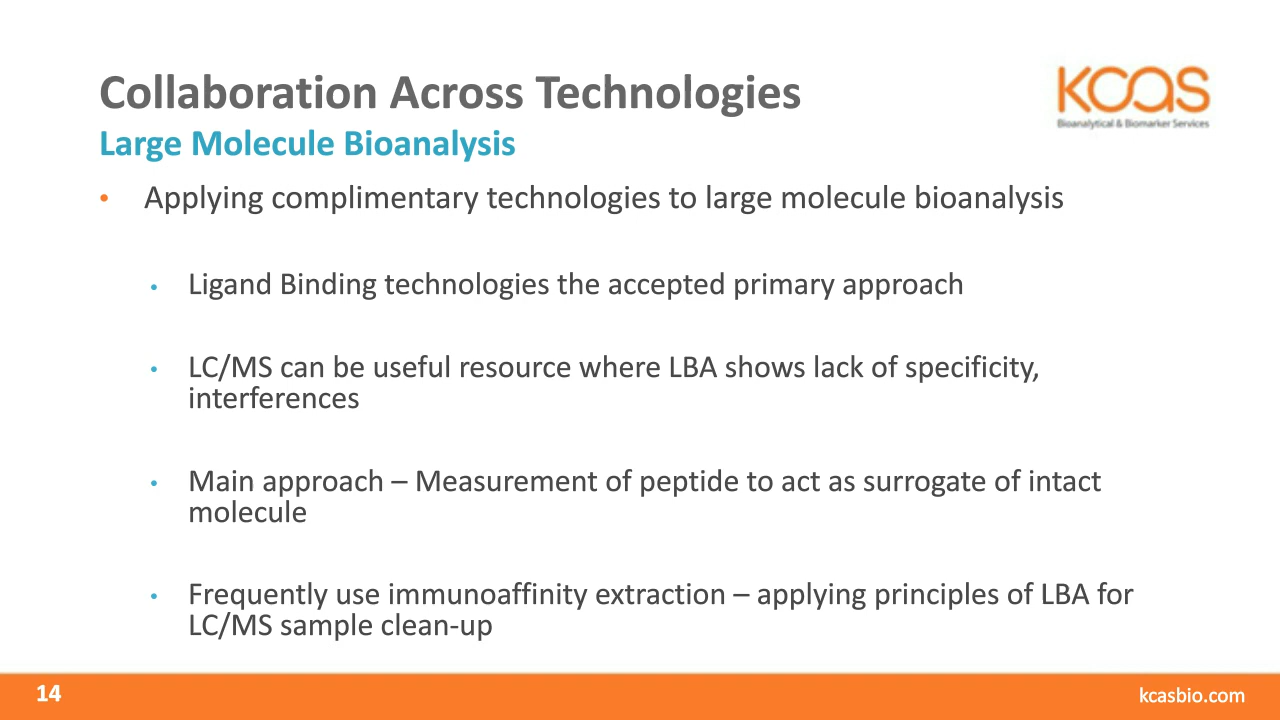 Collaboration Across Technologies
KCAS
Bioanalytical & Biomarker Services
Large Molecule Bioanalysis
• Applying complimentary technologies to large molecule bioanalysis
• Ligand Binding technologies the accepted primary approach
• LC/MS can be useful resource where LBA shows lack of specificity,
interferences
• Main approach – Measurement of peptide to act as surrogate of intact
molecule
• Frequently use immunoaffinity extraction – applying principles of LBA for
LC/MS sample clean-up
14
kcasbio.com